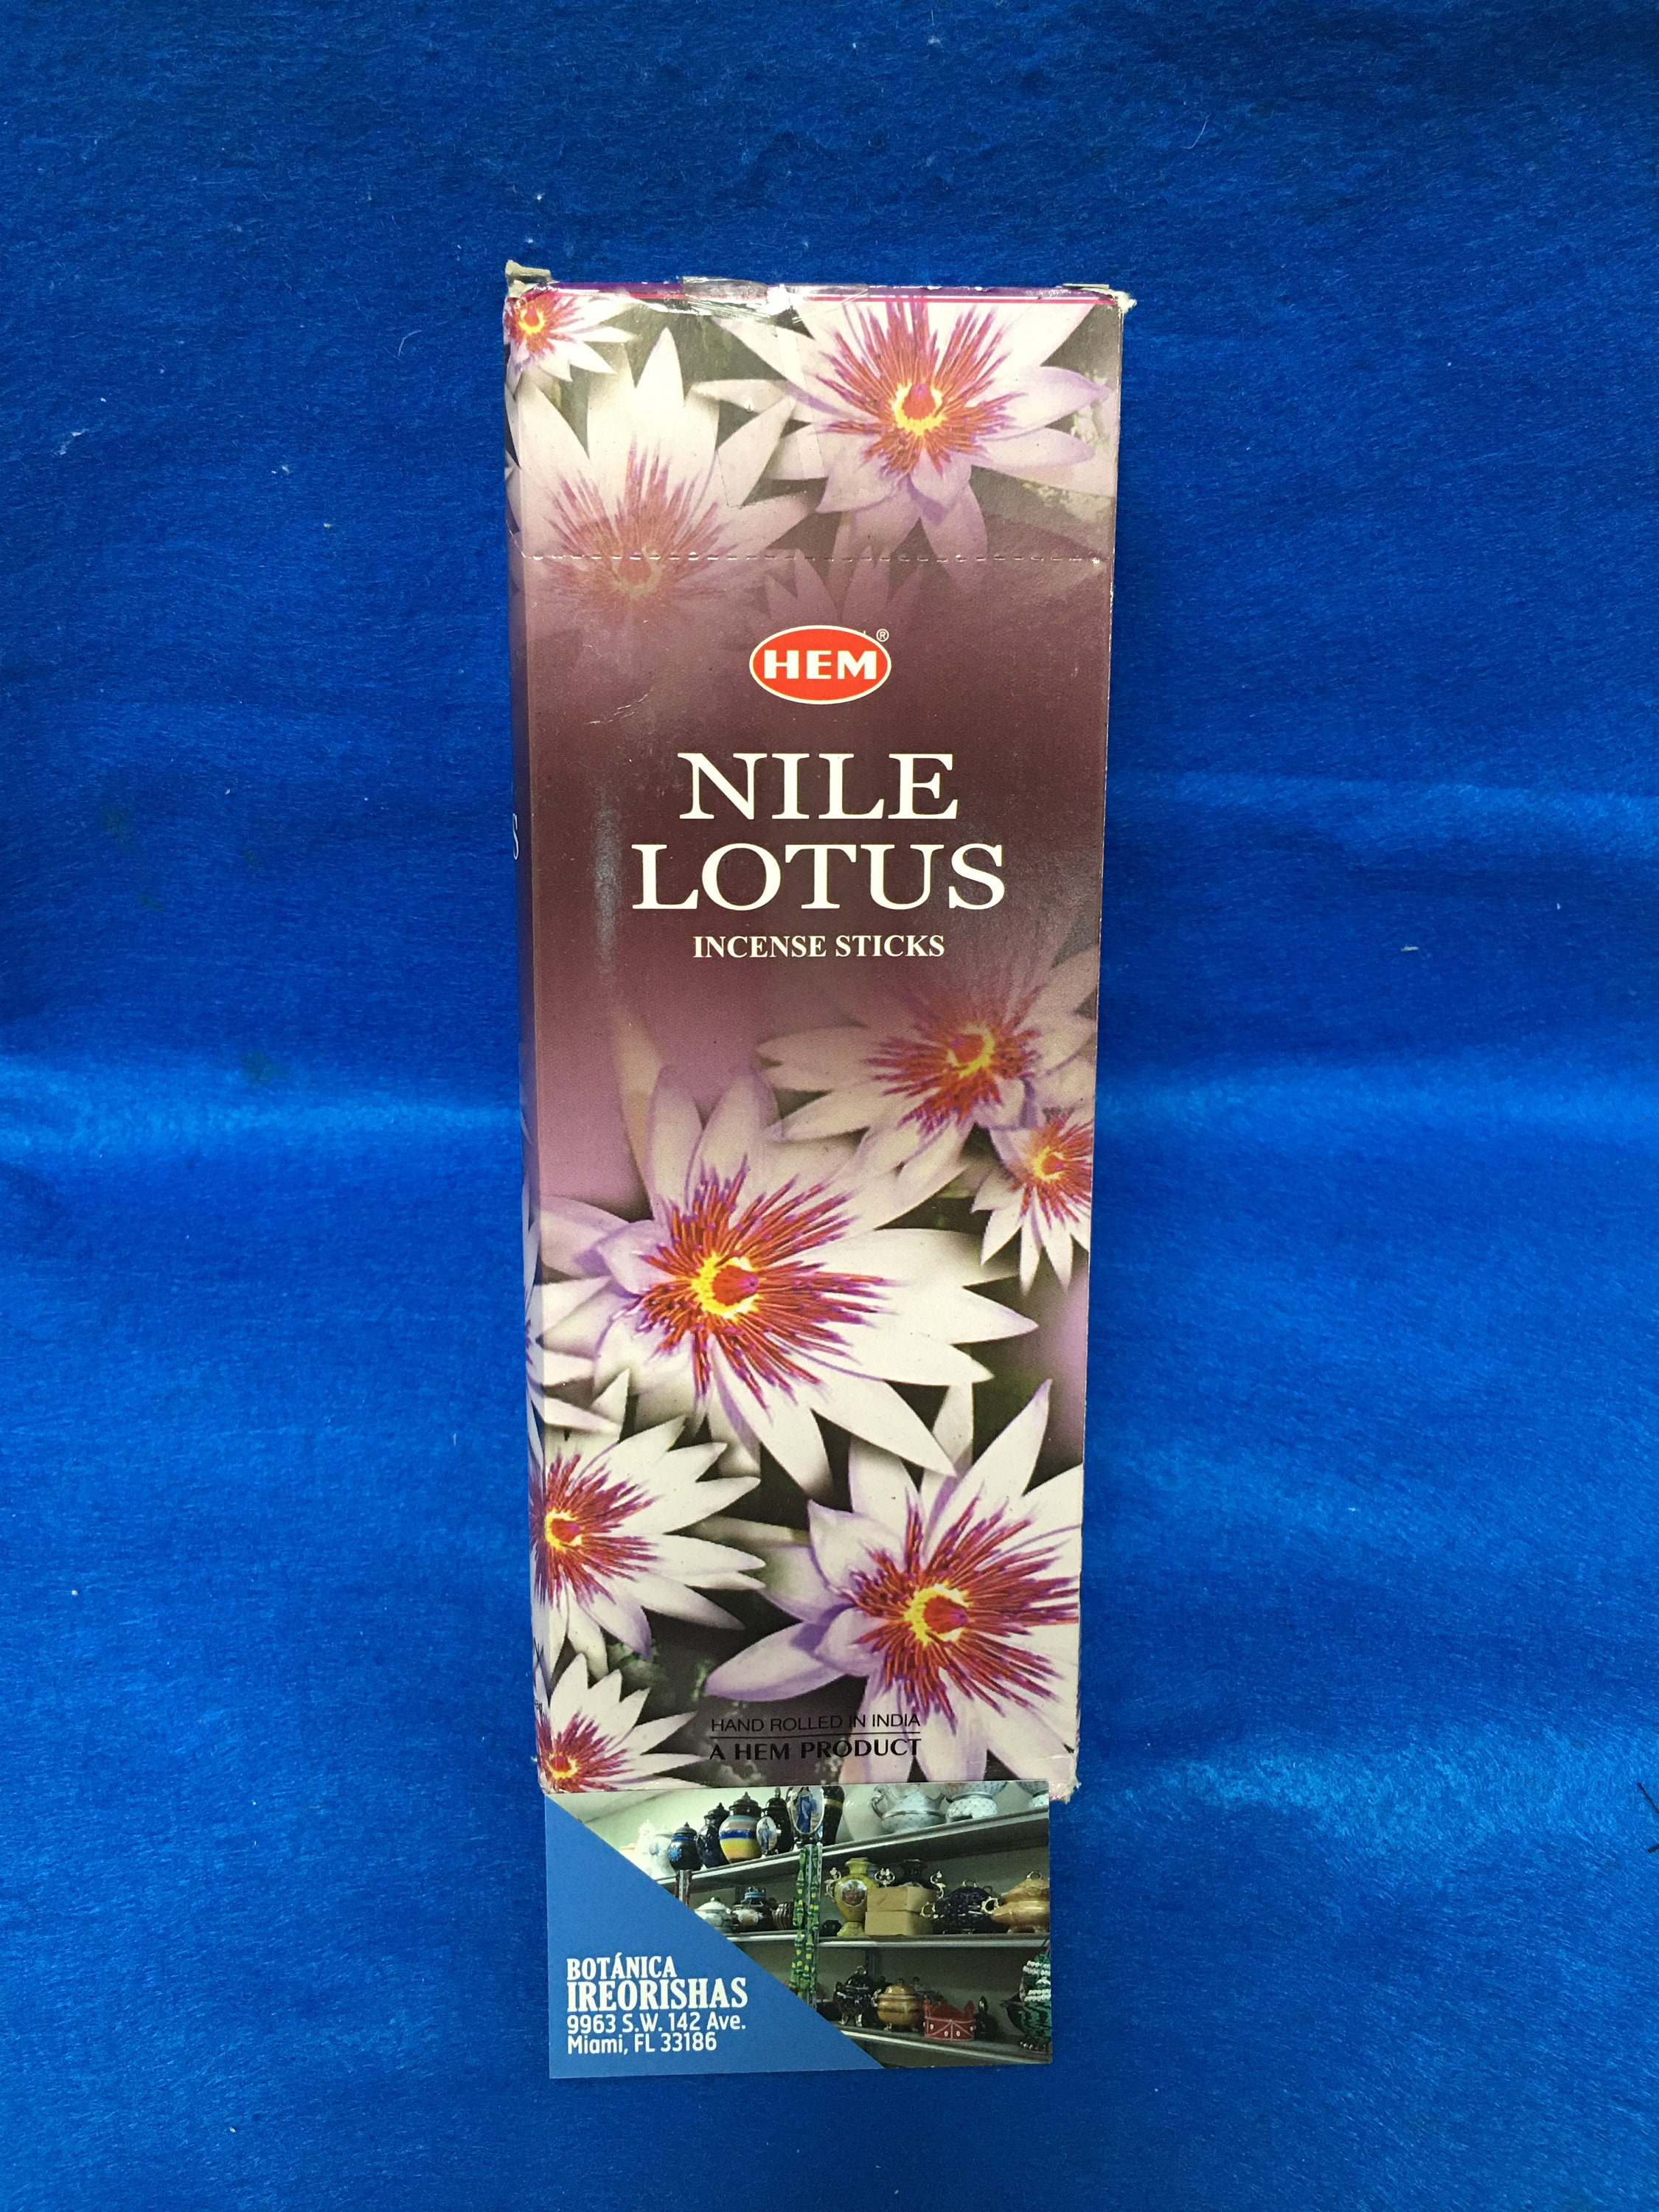 HEM®
NILE
LOTUS
INCENSE STICKS
HAND ROLLED IN INDIA
A HEM PRODUCT
BOTÁNICA
IREORISHAS
9963 S.W. 142 Ave.
Miami, FL 33186